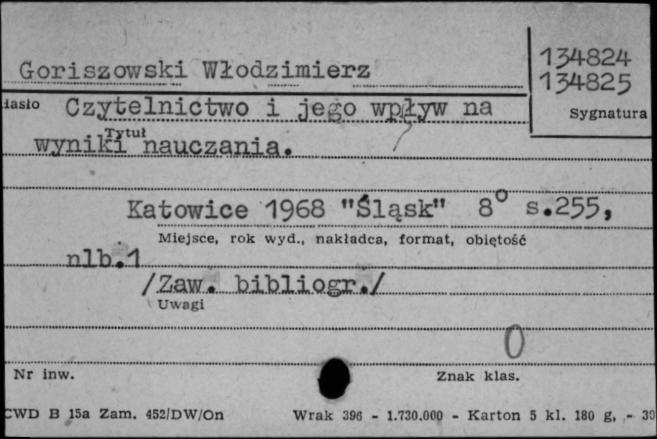 134824
Goriszowski Włodzimierz
134825
iasło Czytelnictwo i jego wpływ na
Sygnatura
Tytuł
wyniki nauczania.
Katowice 1968 "Śląsk" 8° s.255,
Miejsce, rok wyd., nakładca, format, objętość
nlb.1
/Zaw. bibliogr./
Uwagi
0
Nr inw. Znak klas.
CWD B 15a Zam. 452/DW/On Wrak 396 - 1.730.000 - Karton 5 kl. 180 g, - 39